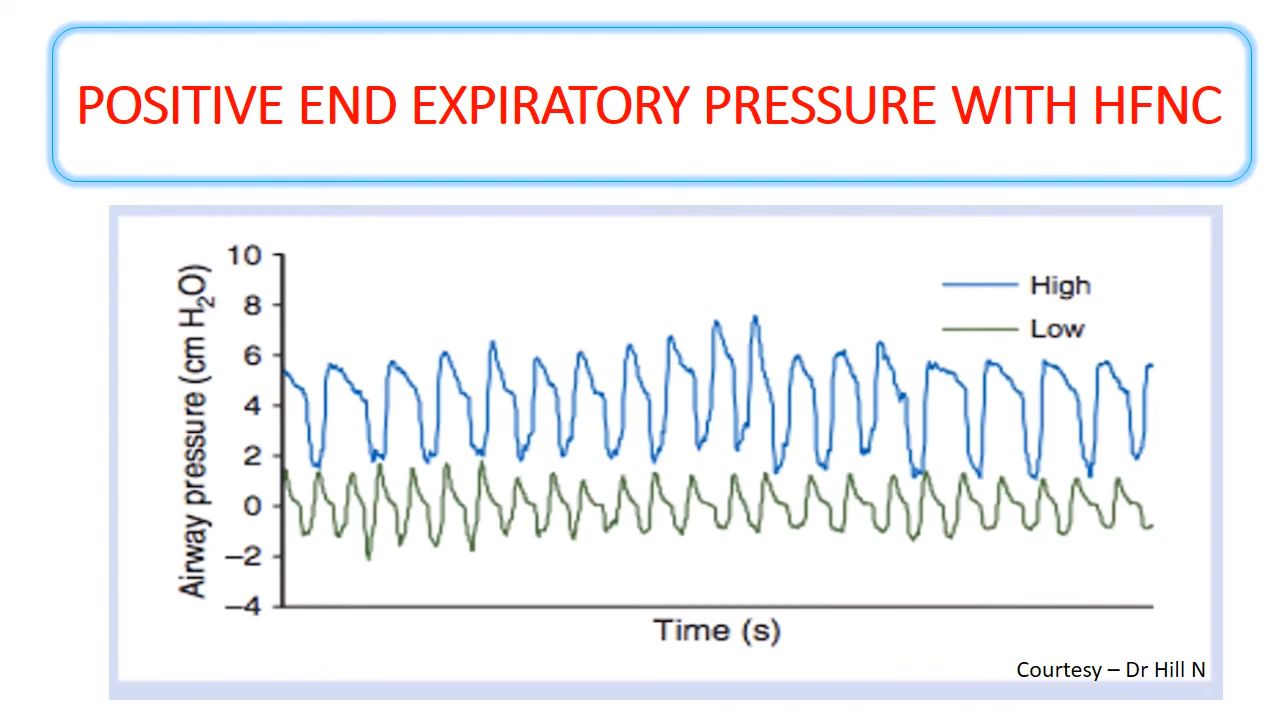 POSITIVE END EXPIRATORY PRESSURE WITH HFNC
Airway pressure (cm H₂O)
10
8
6
4
2
0
−2
−4
High
Low
Time (s)
Courtesy – Dr Hill N